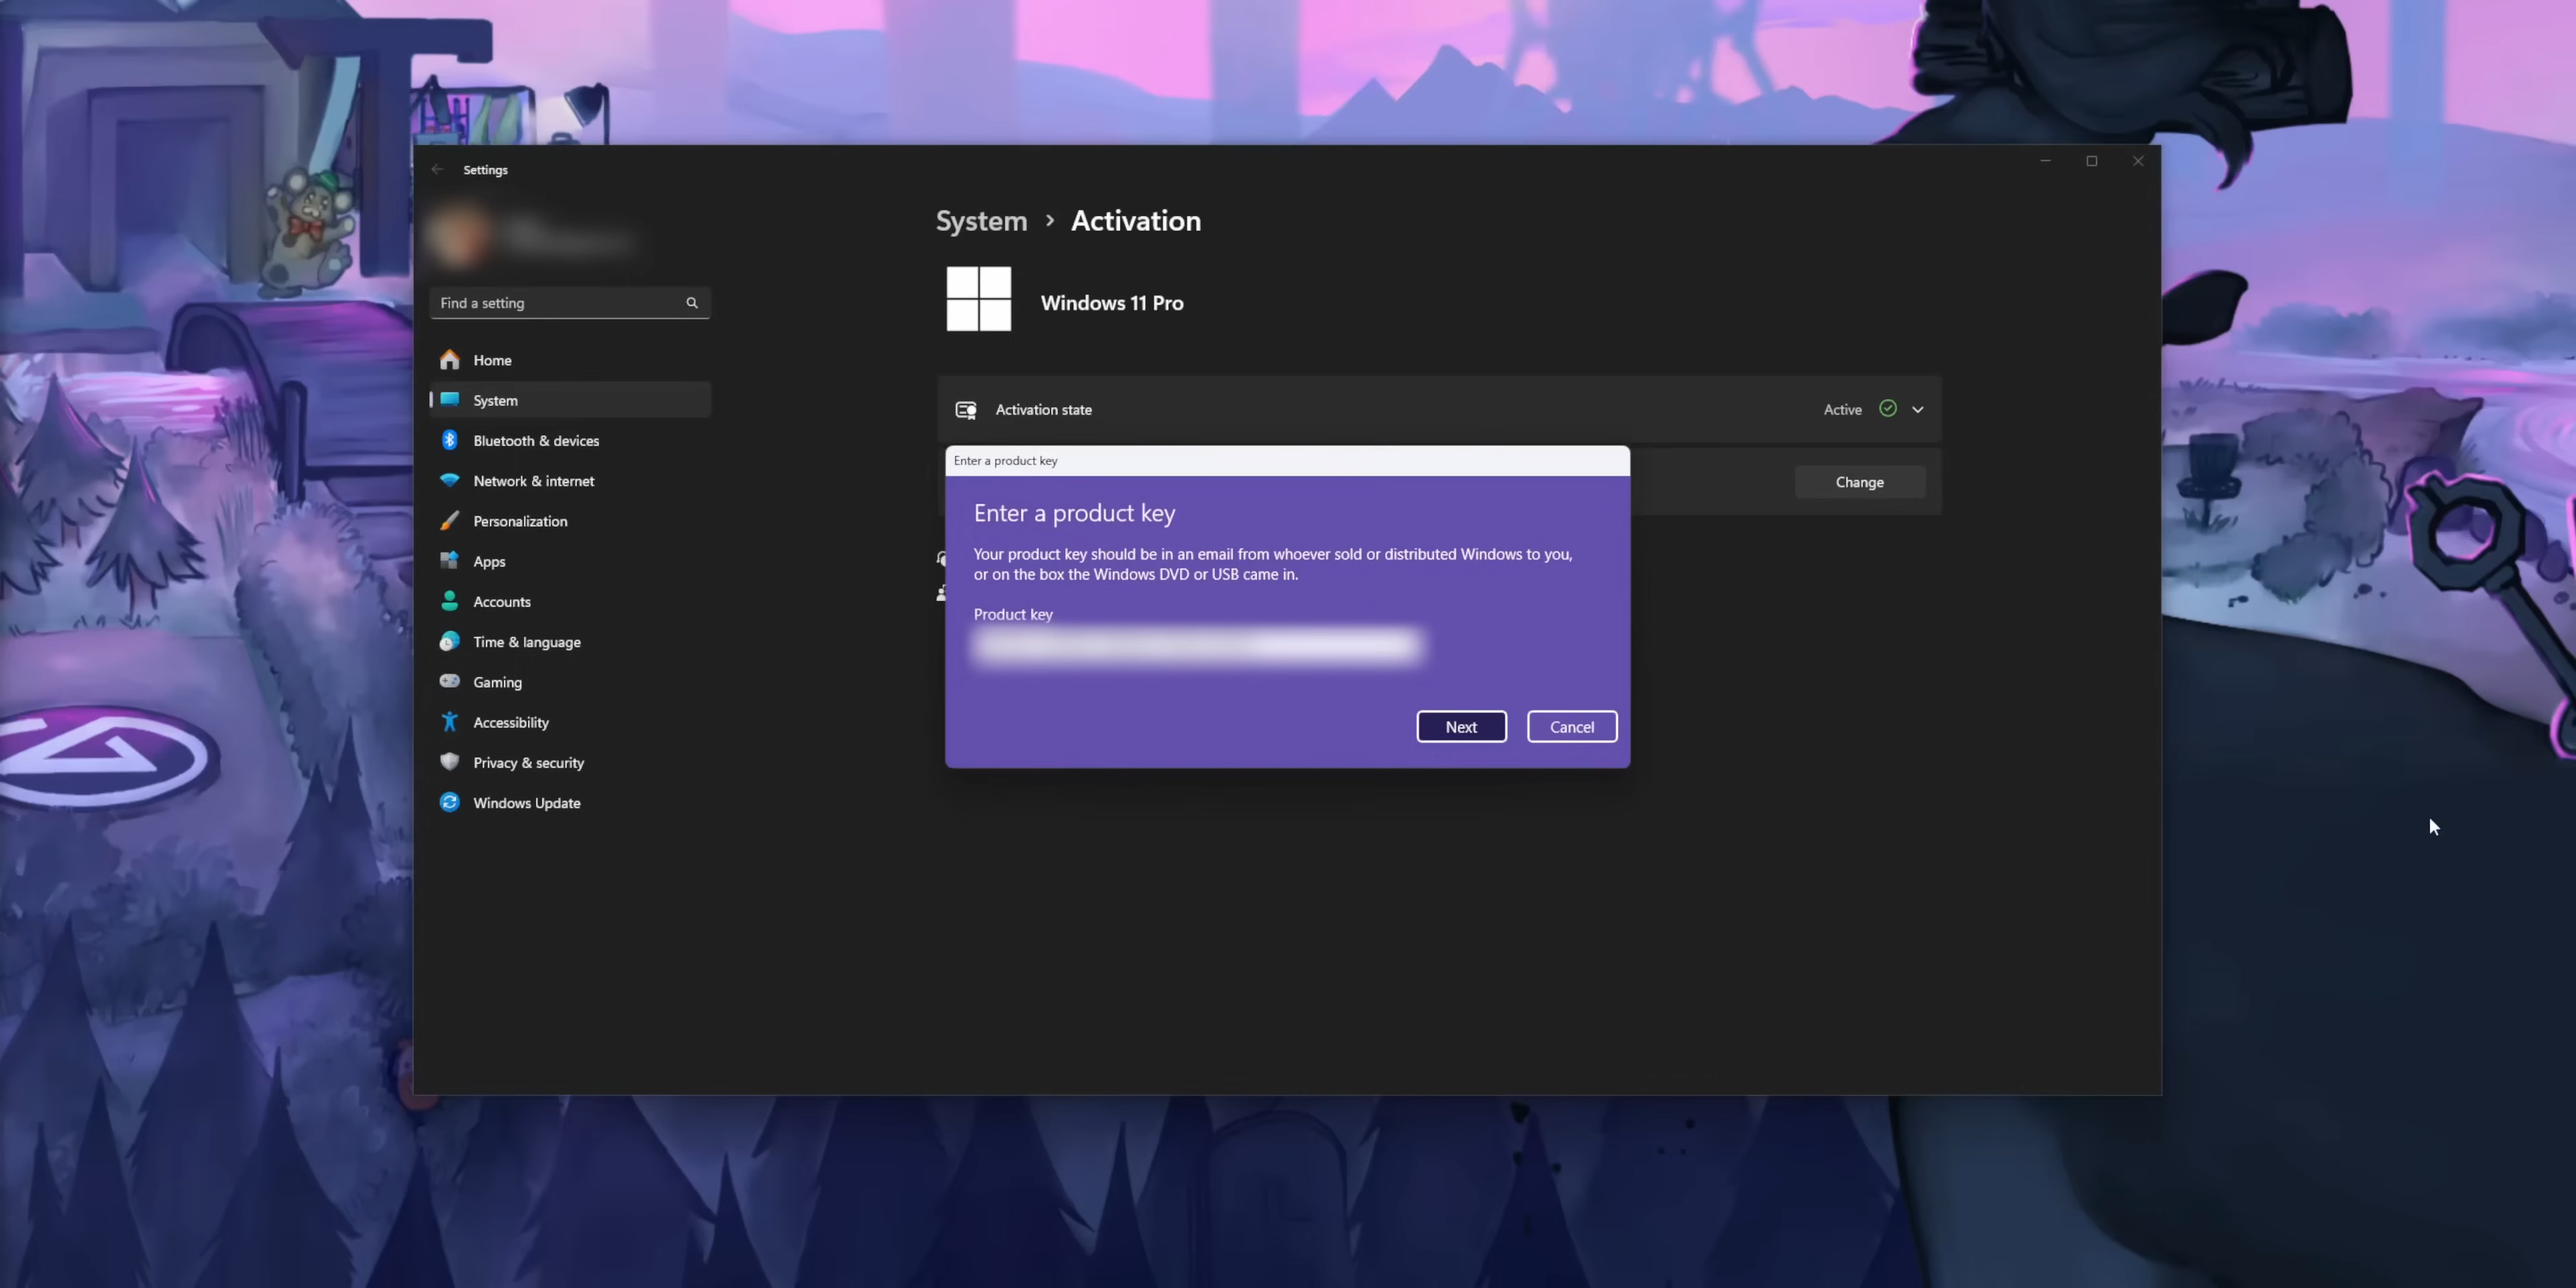 Settings
System > Activation
Find a setting
Windows 11 Pro
Home
System
Activation state
Active
Bluetooth & devices
Enter a product key
Network & internet
Change
Enter a product key
Personalization
Your product key should be in an email from whoever sold or distributed Windows to you,
or on the box the Windows DVD or USB came in.
Apps
Accounts
Product key
Time & language
Gaming
Accessibility
Next
Cancel
Privacy & security
Windows Update